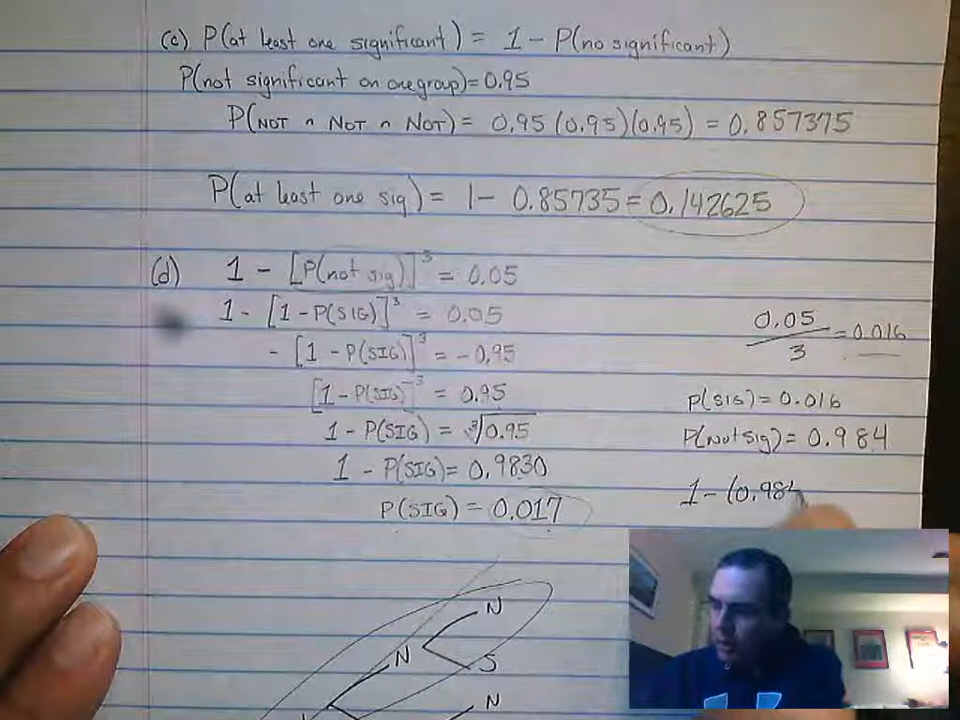 (c) P(at least one significant) = 1 - P(no significant)
P(not significant on one group) = 0.95
P(NOT ∩ NOT ∩ NOT) = 0.95 (0.95)(0.95) = 0.857375
P(at least one sig) = 1 - 0.85735 = 0.142625
(d) 1 - [P(not sig)]³ = 0.05
1 - [1 - P(SIG)]³ = 0.05
- [1 - P(SIG)]³ = -0.95
[1 - P(SIG)]³ = 0.95
1 - P(SIG) = ³√0.95
1 - P(SIG) = 0.9830
P(SIG) = 0.017
0.05
/3 = 0.016
P(SIG) = 0.016
P(Not sig) = 0.984
1 - (0.984
N
N
S
N